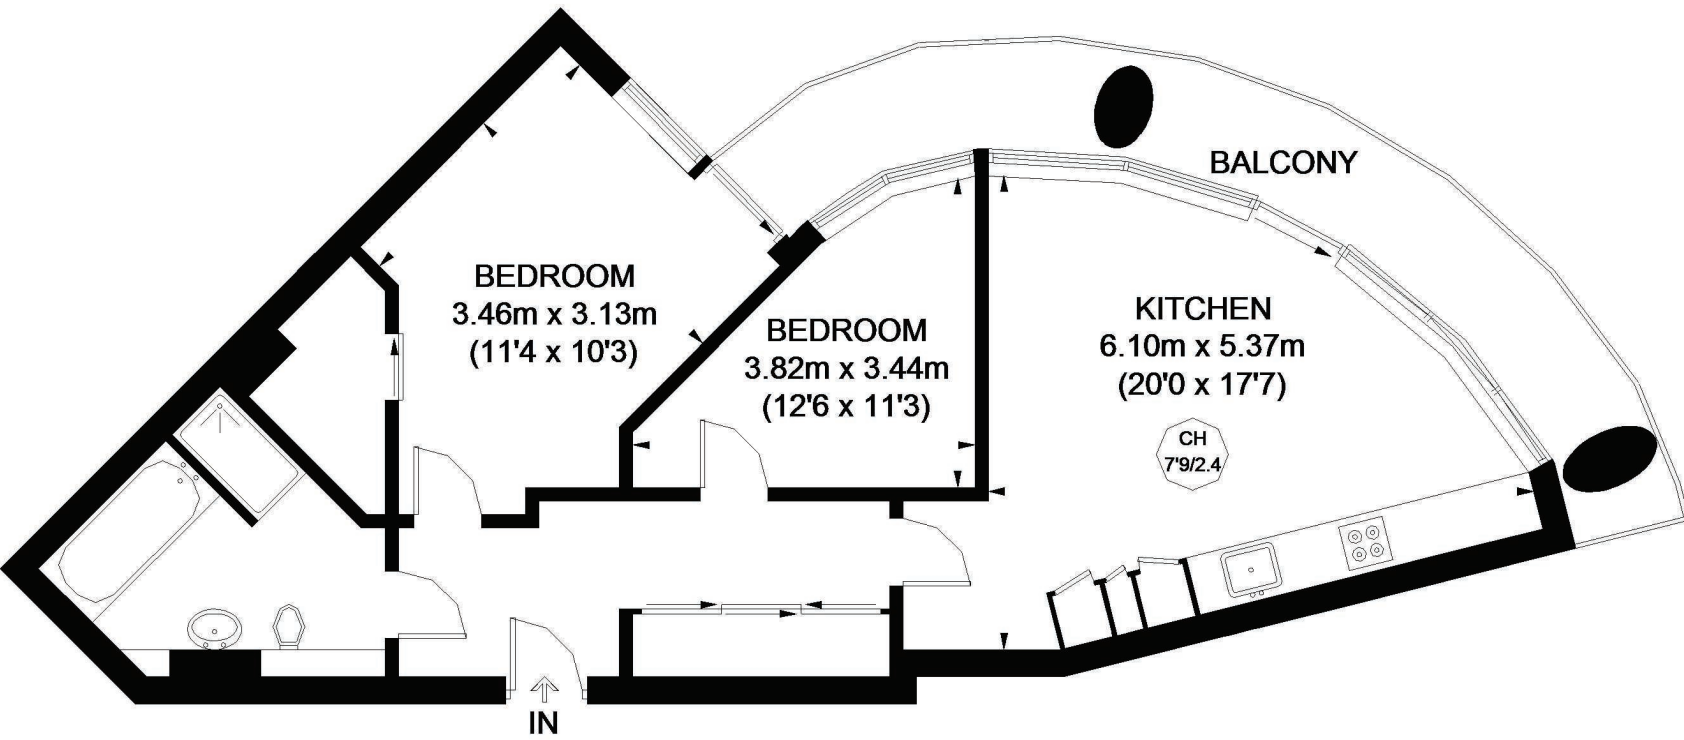 BALCONY
BEDROOM
3.46m x 3.13m
(11'4 x 10'3)
BEDROOM
3.82m x 3.44m
(12'6 x 11'3)
KITCHEN
6.10m x 5.37m
(20'0 x 17'7)
CH
7'9/2.4
IN